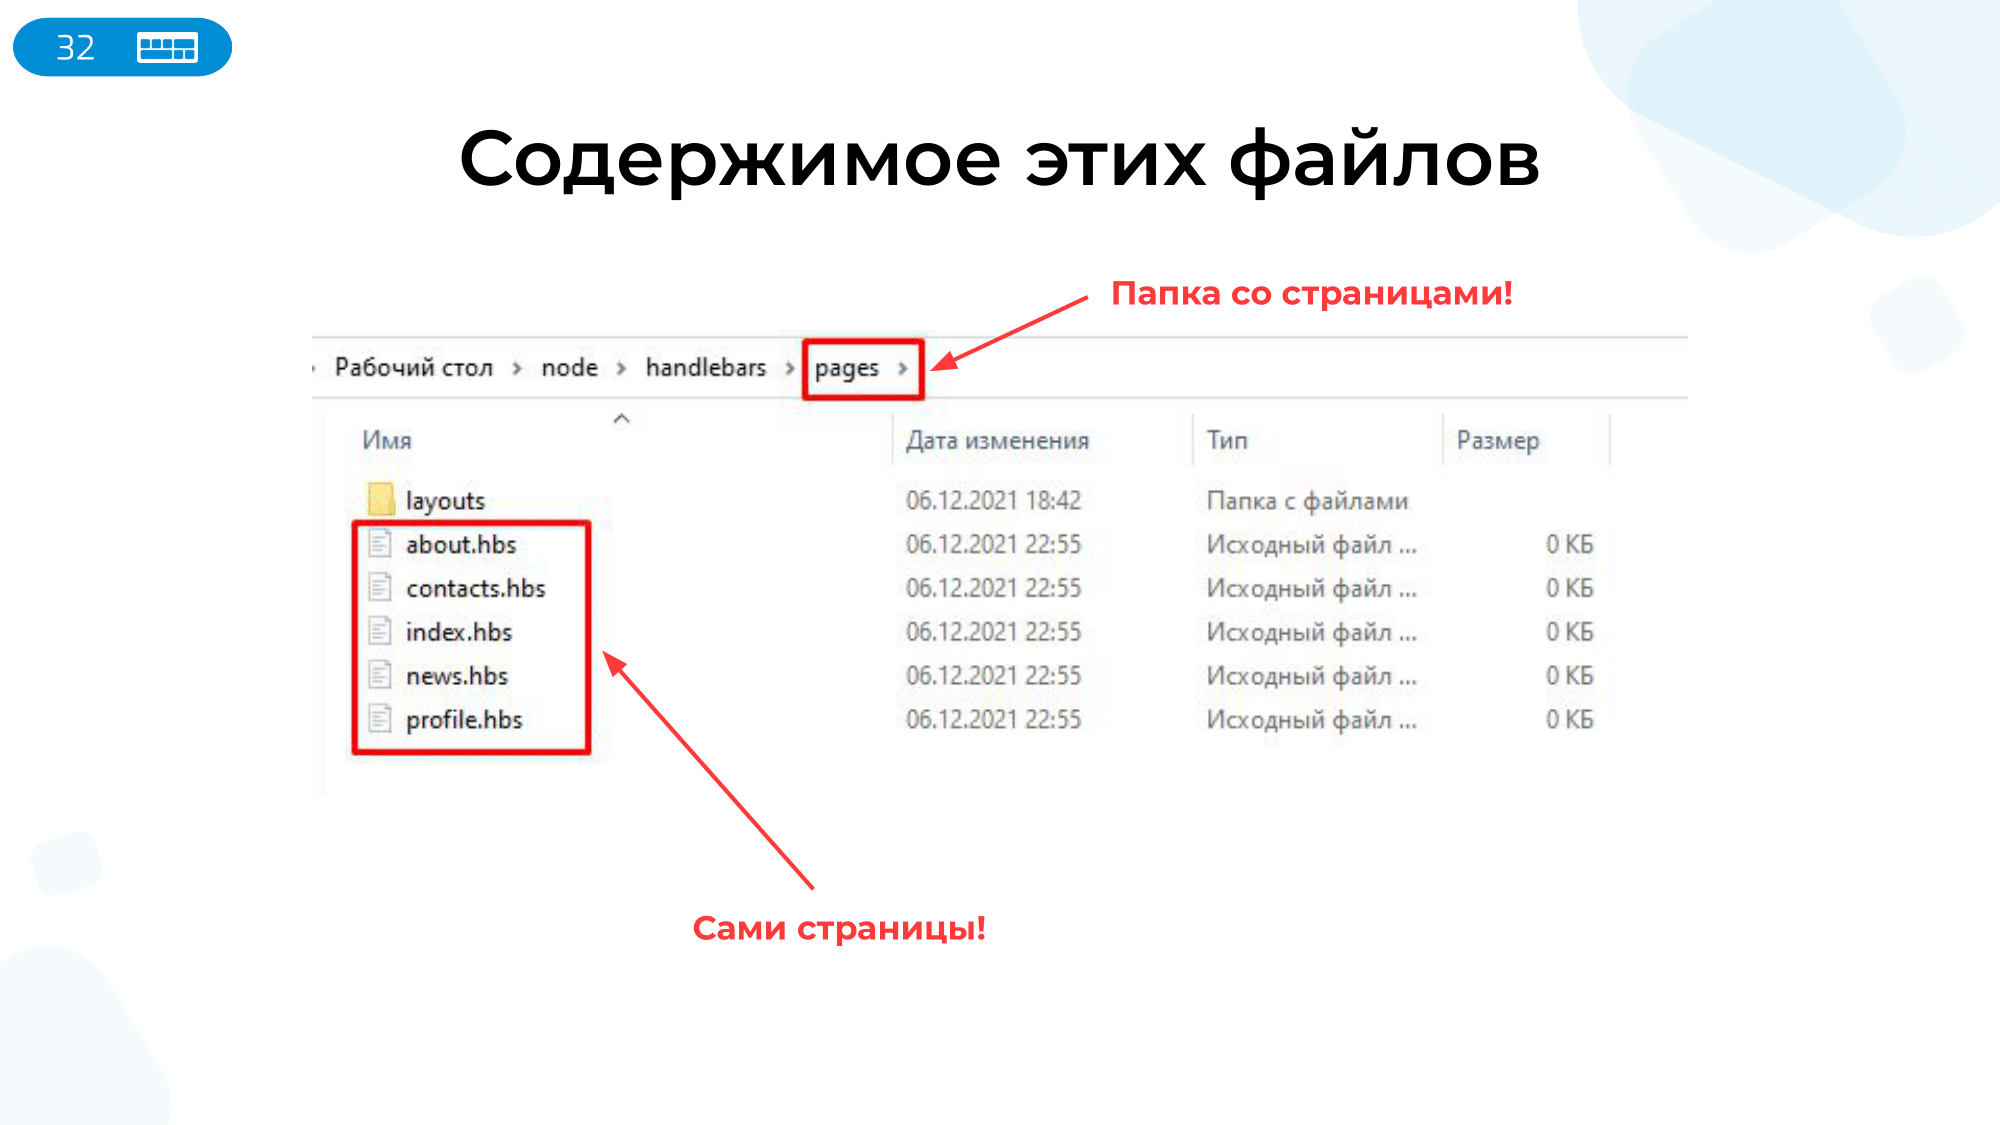 32
Содержимое этих файлов
Папка со страницами!
Рабочий стол > node > handlebars > pages >
Имя Дата изменения Тип Размер
layouts 06.12.2021 18:42 Папка с файлами
about.hbs 06.12.2021 22:55 Исходный файл ... 0 КБ
contacts.hbs 06.12.2021 22:55 Исходный файл ... 0 КБ
index.hbs 06.12.2021 22:55 Исходный файл ... 0 КБ
news.hbs 06.12.2021 22:55 Исходный файл ... 0 КБ
profile.hbs 06.12.2021 22:55 Исходный файл ... 0 КБ
Сами страницы!